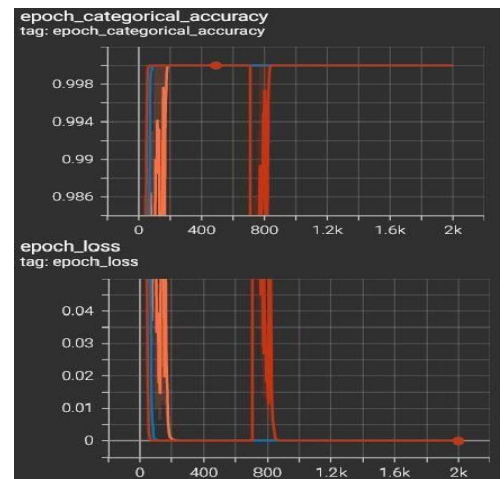 epoch_categorical_accuracy
tag: epoch_categorical_accuracy
0.998
0.994
0.99
0.986
0 400 800 1.2k 1.6k 2k
epoch_loss
tag: epoch_loss
0.04
0.03
0.02
0.01
0
0 400 800 1.2k 1.6k 2k